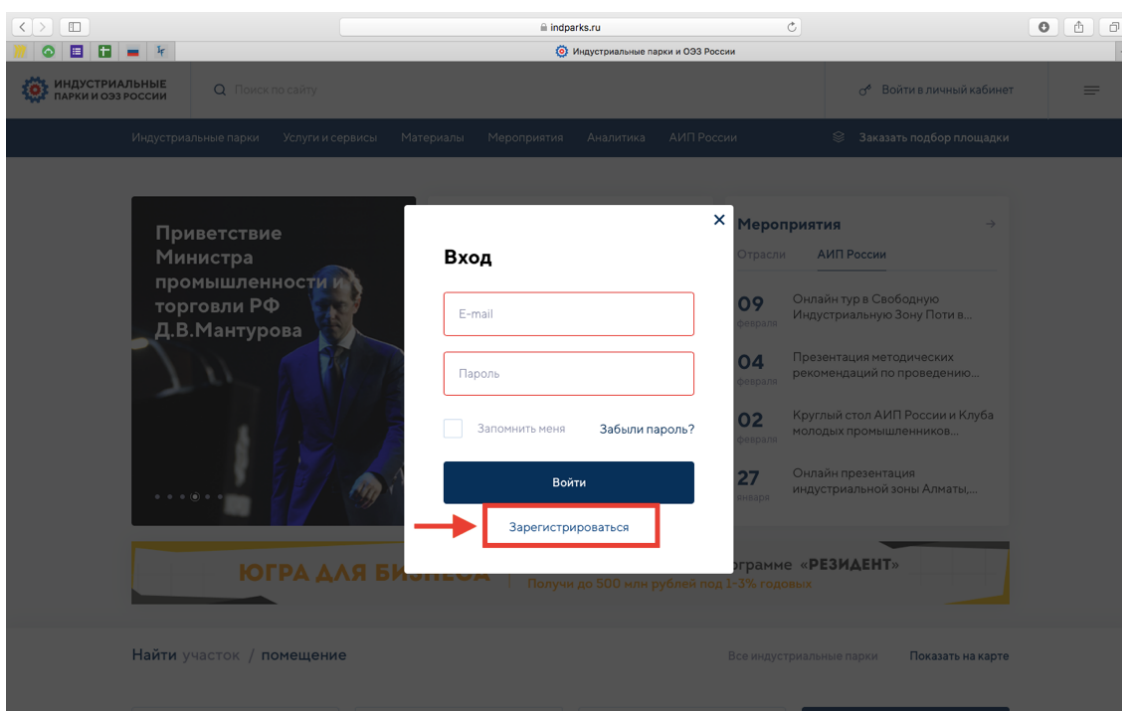 indparks.ru
Индустриальные парки и ОЭЗ России
ИНДУСТРИАЛЬНЫЕ
ПАРКИ И ОЭЗ РОССИИ
Поиск по сайту
Войти в личный кабинет
Индустриальные парки Услуги и сервисы Материалы Мероприятия Аналитика АИП России Заказать подбор площадки
Приветствие
Министра
промышленности и
торговли РФ
Д.В.Мантурова
Вход
E-mail
Пароль
Запомнить меня Забыли пароль?
Войти
Зарегистрироваться
Мероприятия
Отрасли АИП России
09 февраля
Онлайн тур в Свободную
Индустриальную Зону Поти в...
04 февраля
Презентация методических
рекомендаций по проведению...
02 февраля
Круглый стол АИП России и Клуба
молодых промышленников...
27 января
Онлайн презентация
индустриальной зоны Алматы,...
ЮГРА ДЛЯ БИЗНЕСА
ограмме «РЕЗИДЕНТ»
Получи до 500 млн рублей под 1-3% годовых
Найти участок / помещение
Все индустриальные парки Показать на карте